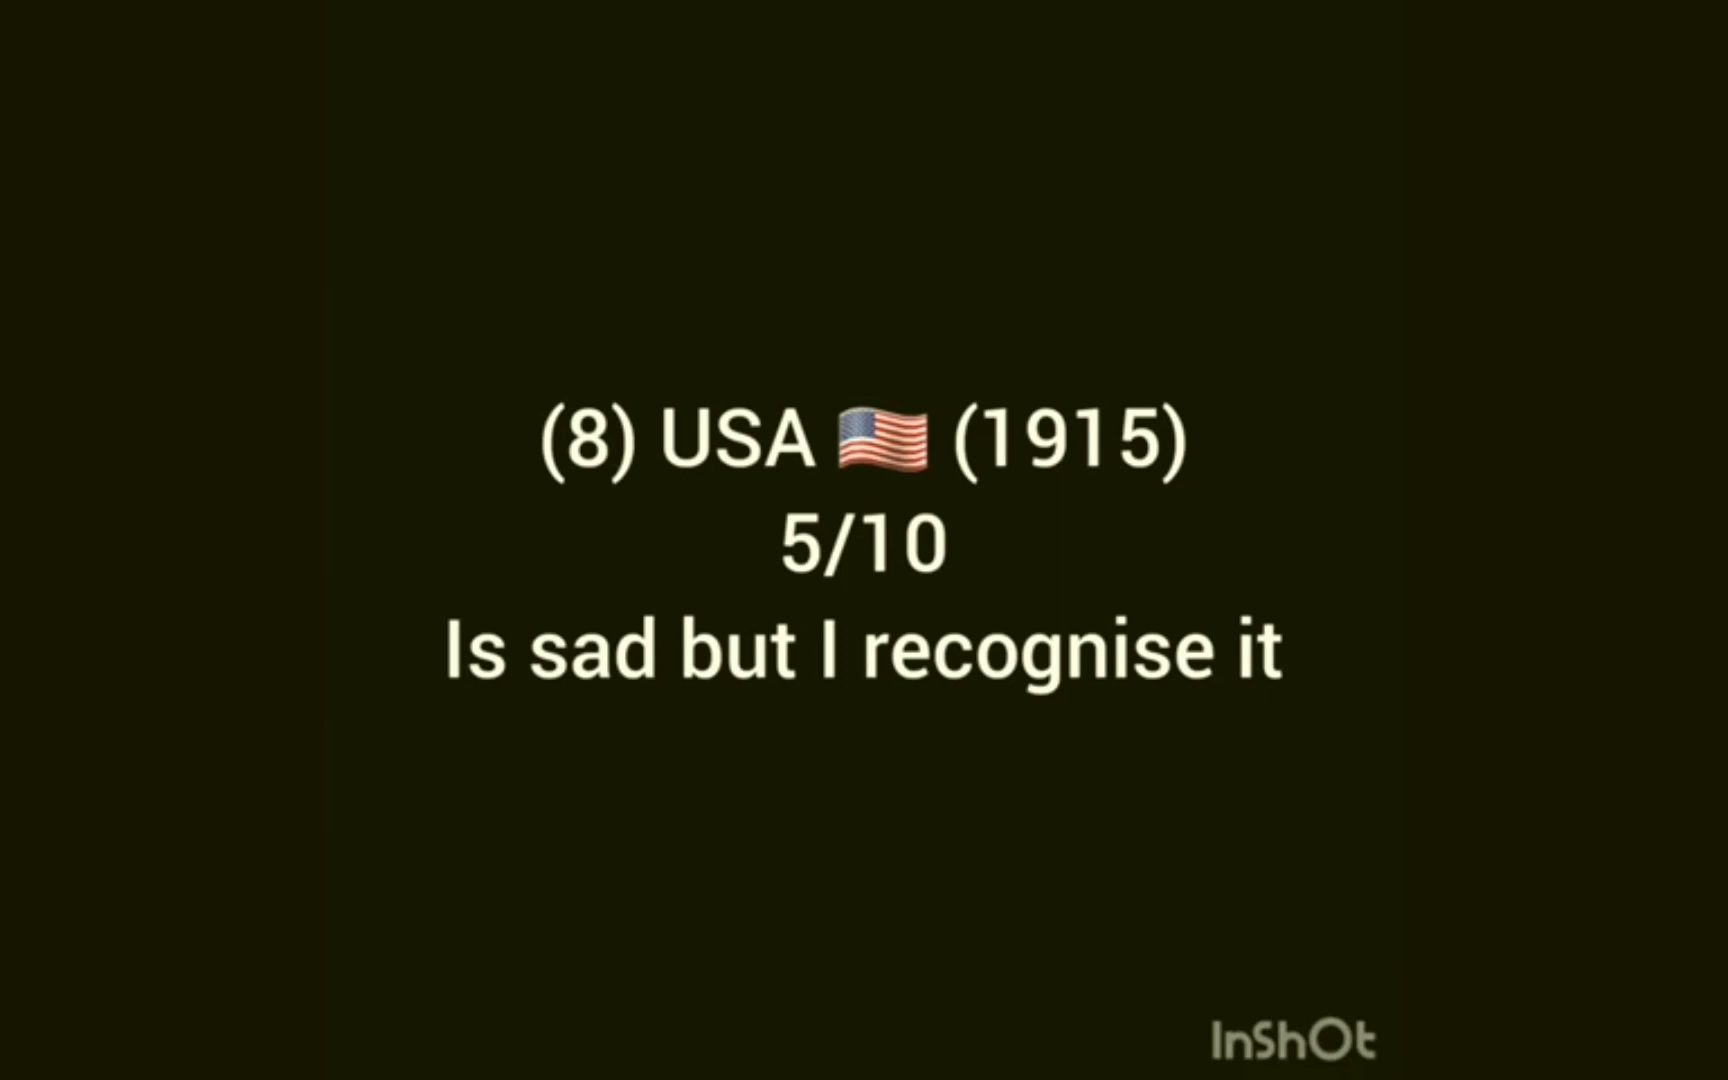 (8) USA 🇺🇸 (1915)
5/10
Is sad but I recognise it
InShOt